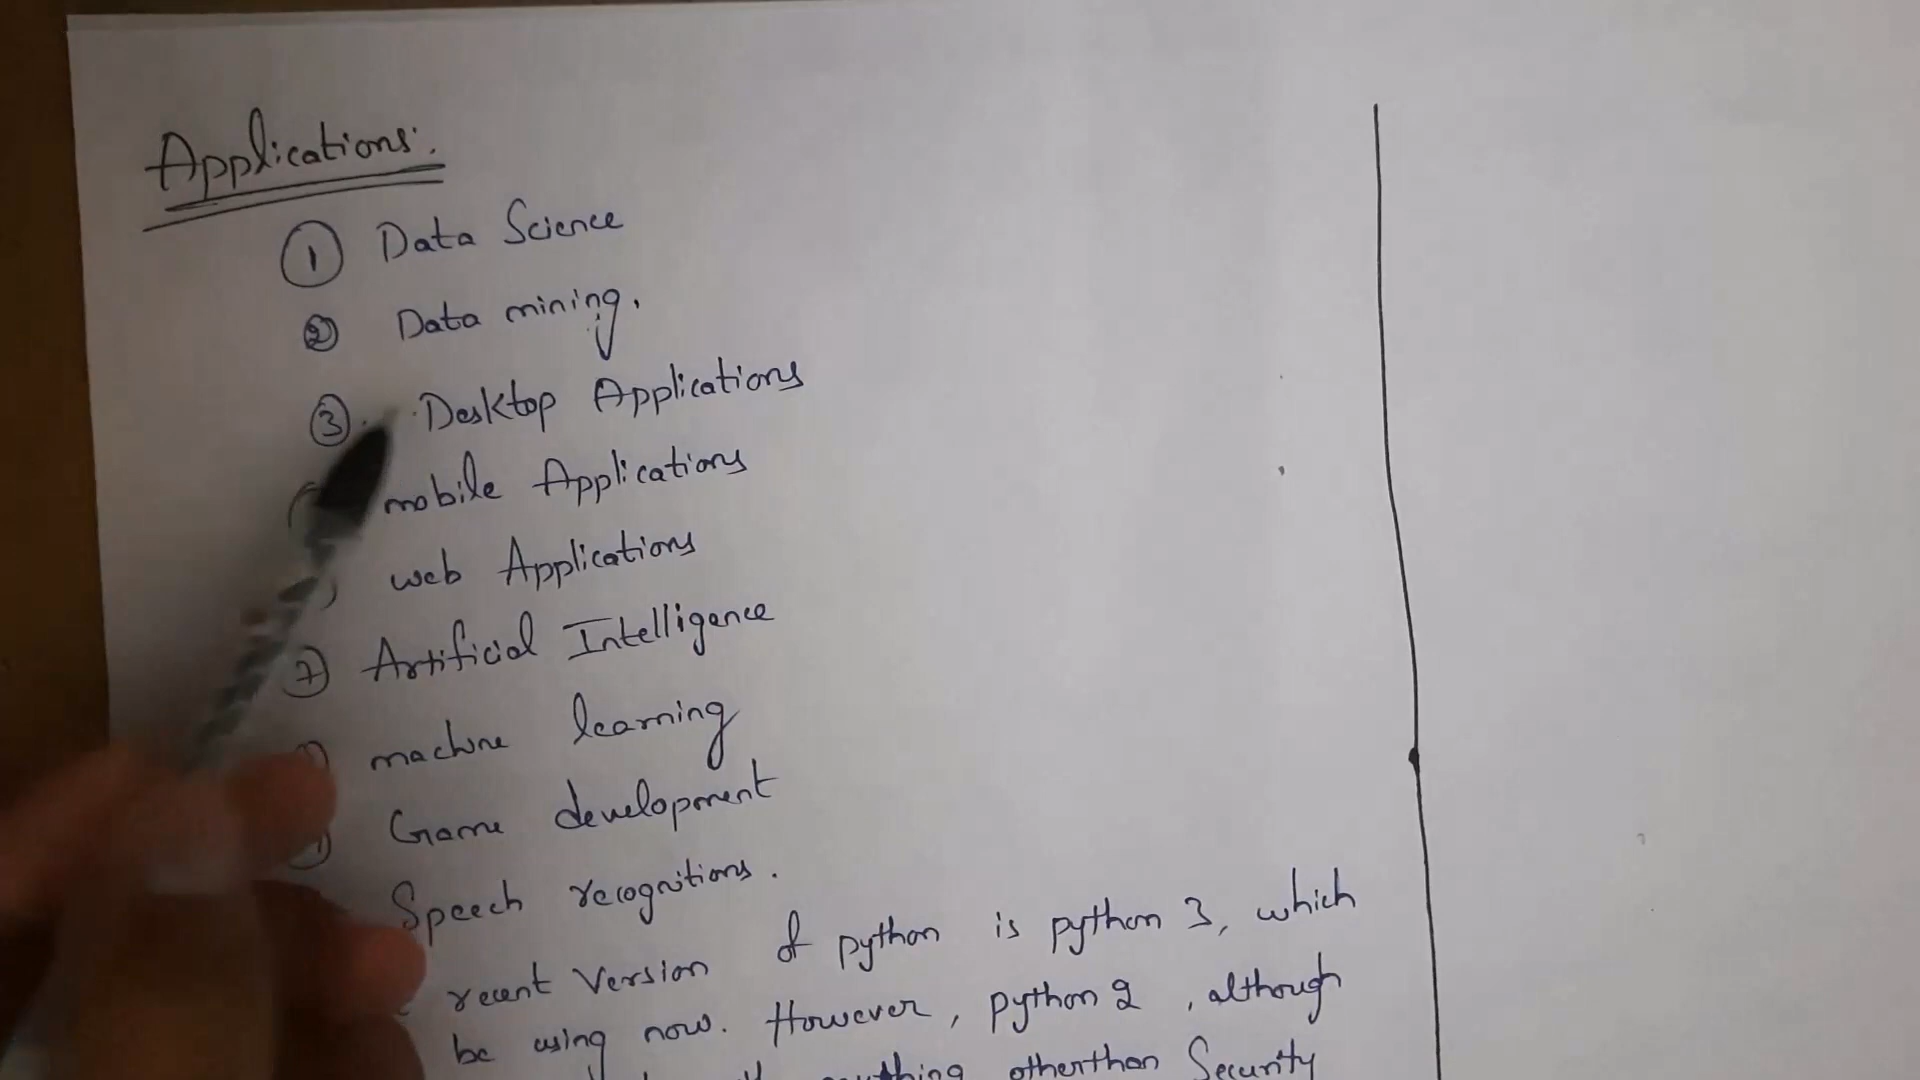 Applications:
① Data Science
② Data mining.
③. Desktop Applications
mobile Applications
web Applications
⑦ Artificial Intelligence
machine learning
Game development
Speech recognitions.
recent Version of python is python 3, which
be using now. However, python 2, although
anything otherthan Security